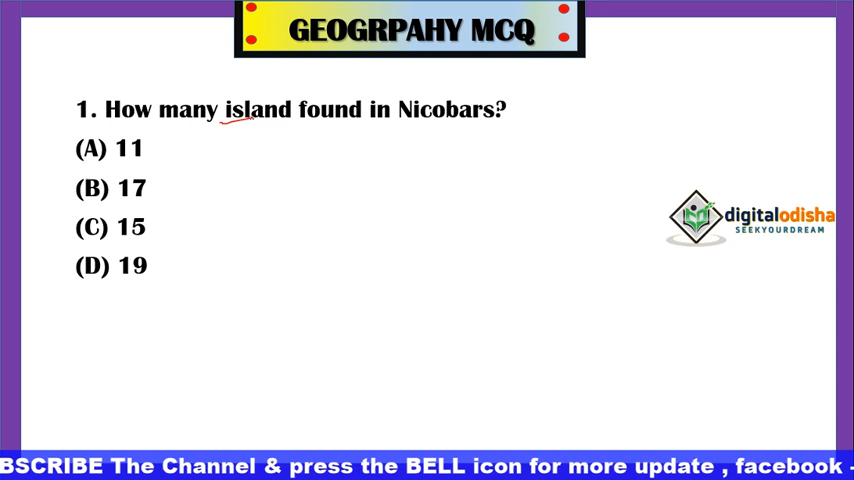 GEOGRPAHY MCQ
1. How many island found in Nicobars?
(A) 11
(B) 17
(C) 15
(D) 19
digitalodisha
SEEKYOURDREAM
BSCRIBE The Channel & press the BELL icon for more update , facebook -